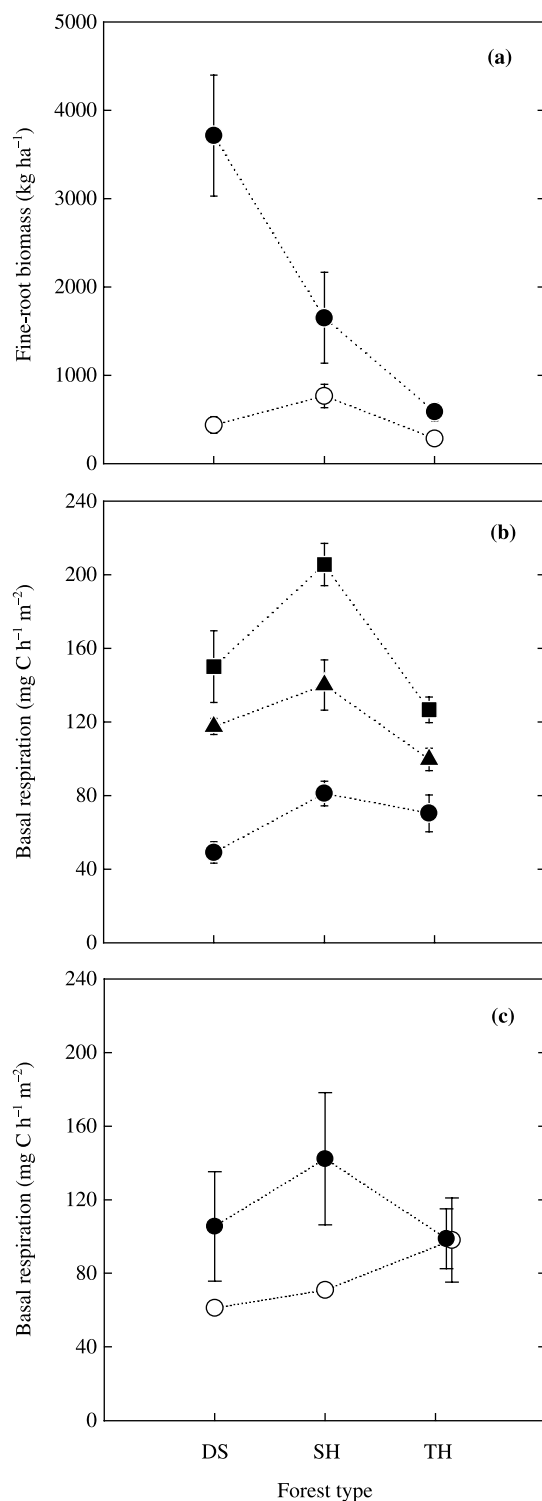 (a)
5000
4000
3000
2000
1000
0
Fine-root biomass (kg ha⁻¹)
(b)
240
200
160
120
80
40
0
Basal respiration (mg C h⁻¹ m⁻²)
(c)
240
200
160
120
80
40
0
Basal respiration (mg C h⁻¹ m⁻²)
DS SH TH
Forest type